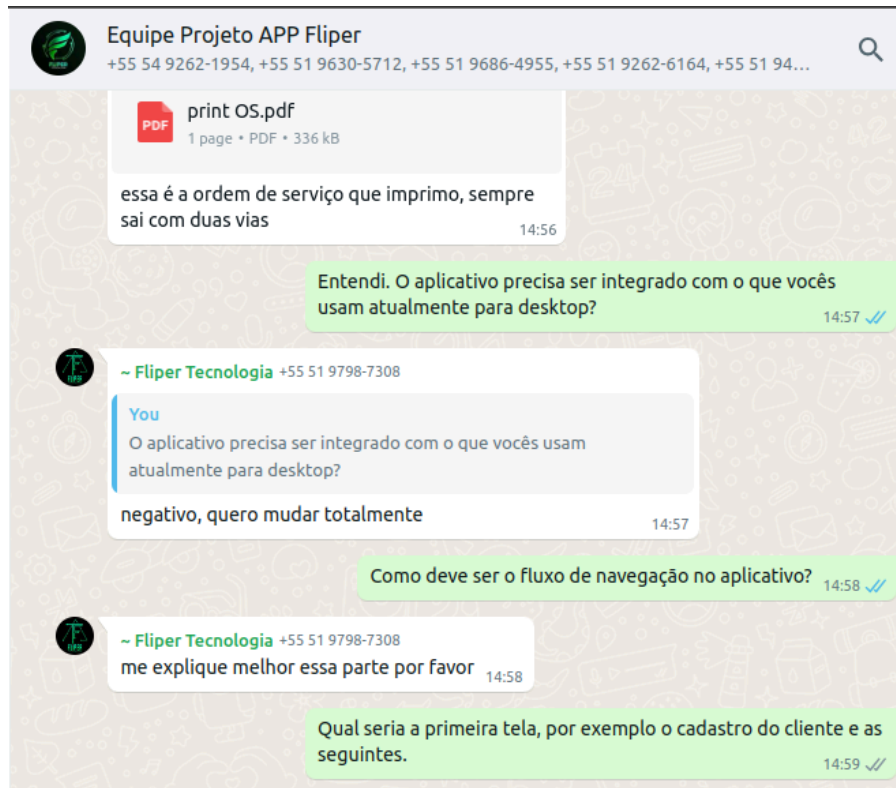 Equipe Projeto APP Fliper
+55 54 9262-1954, +55 51 9630-5712, +55 51 9686-4955, +55 51 9262-6164, +55 51 94...
PDF
print OS.pdf
1 page • PDF • 336 kB
essa é a ordem de serviço que imprimo, sempre
sai com duas vias
14:56
Entendi. O aplicativo precisa ser integrado com o que vocês
usam atualmente para desktop?
14:57
~ Fliper Tecnologia +55 51 9798-7308
You
O aplicativo precisa ser integrado com o que vocês usam
atualmente para desktop?
negativo, quero mudar totalmente
14:57
Como deve ser o fluxo de navegação no aplicativo? 14:58
~ Fliper Tecnologia +55 51 9798-7308
me explique melhor essa parte por favor 14:58
Qual seria a primeira tela, por exemplo o cadastro do cliente e as
seguintes.
14:59